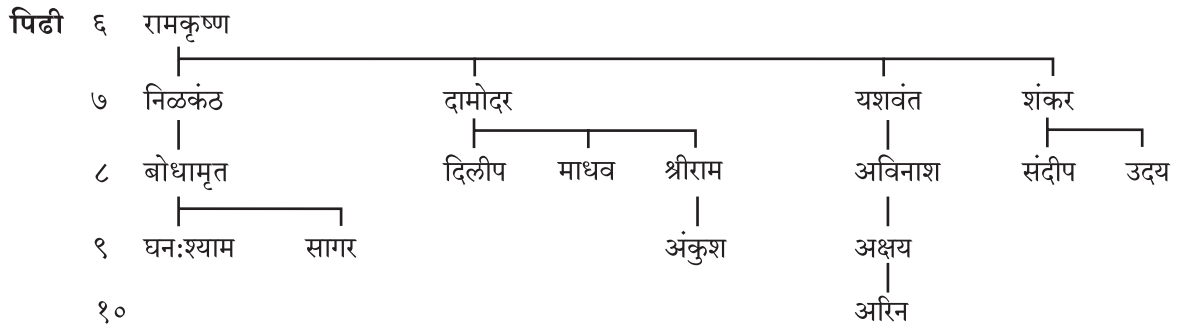 पिढी ६ रामकृष्ण
७ निळकंठ दामोदर यशवंत शंकर
८ बोधामृत दिलीप माधव श्रीराम अविनाश संदीप उदय
९ घन:श्याम सागर अंकुश अक्षय
१० अरिन